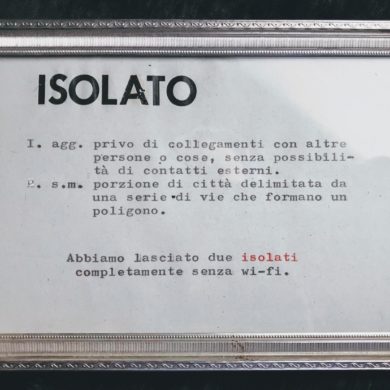 ISOLATO
I. agg. privo di collegamenti con altre
persone o cose, senza possibili-
tà di contatti esterni.
2. s.m. porzione di città delimitata da
una serie di vie che formano un
poligono.
Abbiamo lasciato due isolati
completamente senza wi-fi.